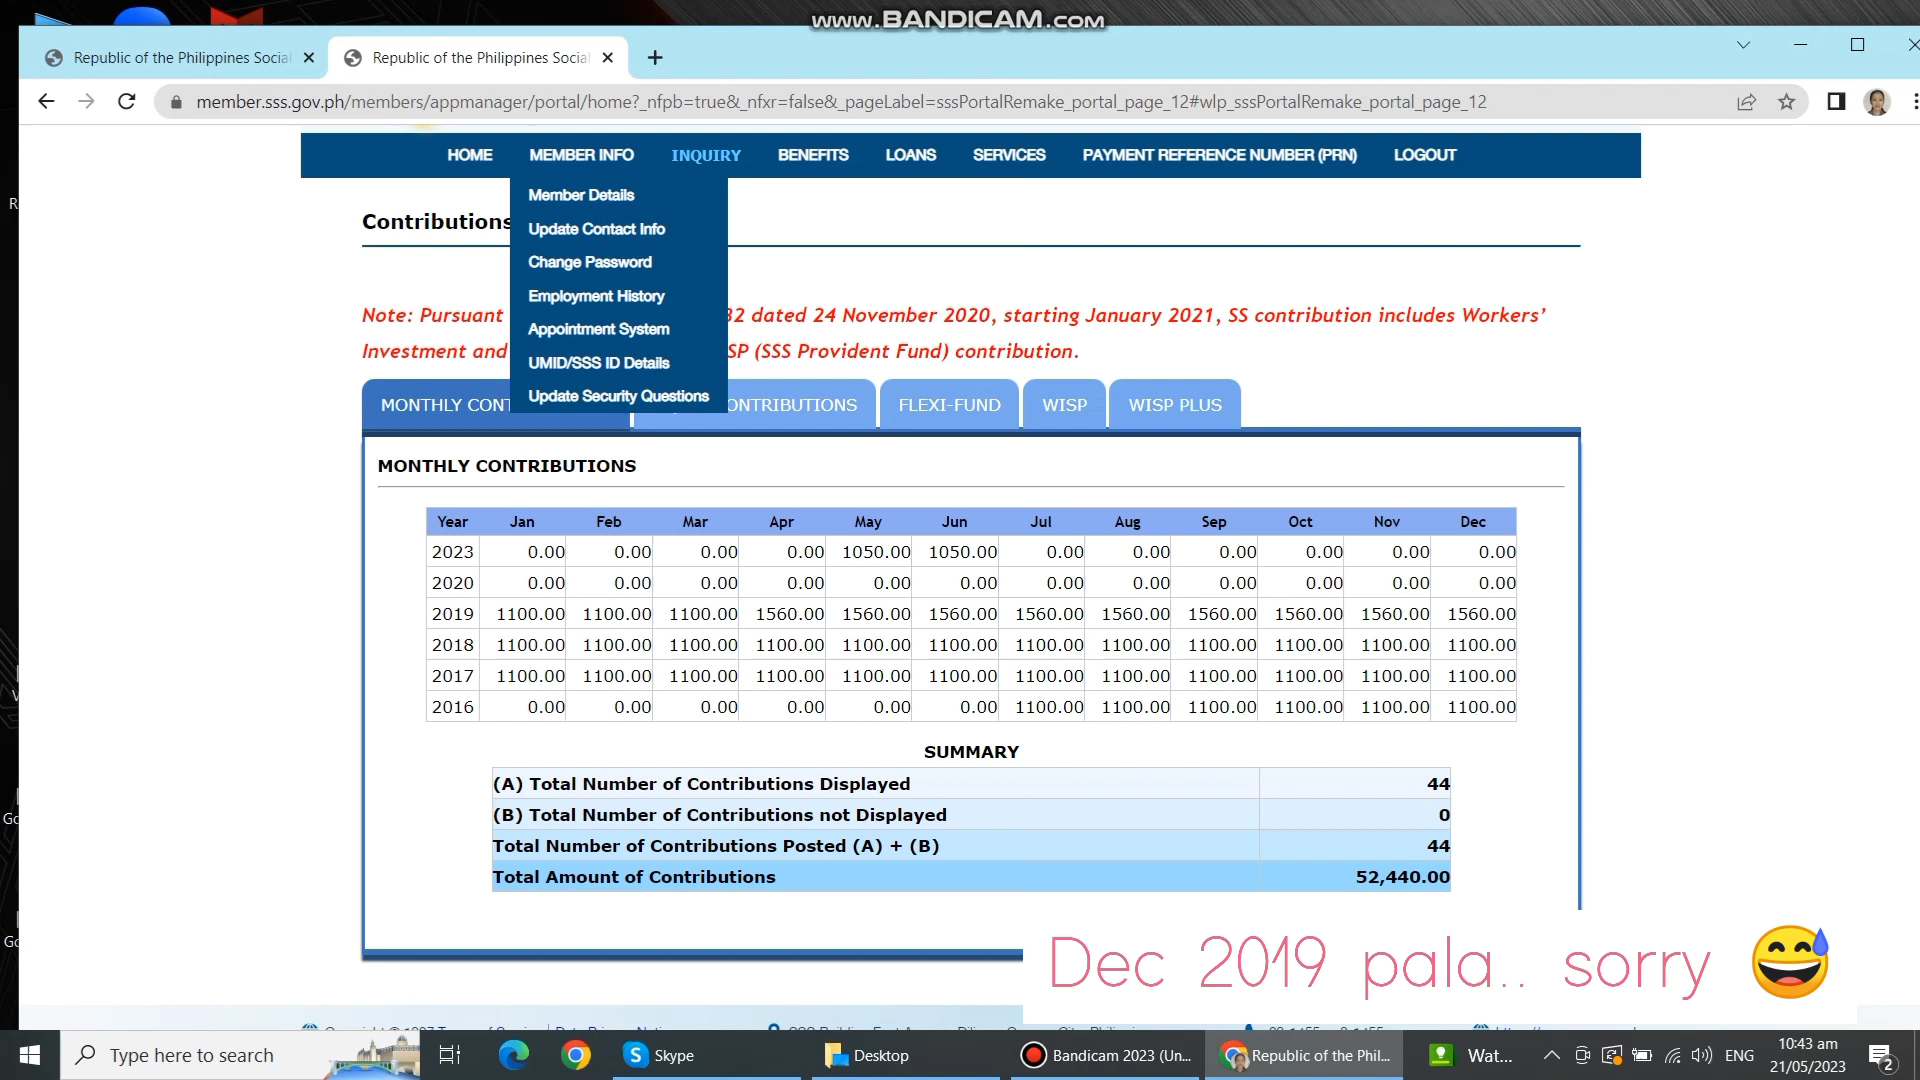 WWW.BANDICAM.COM
Republic of the Philippines Social
Republic of the Philippines Social
member.sss.gov.ph/members/appmanager/portal/home?_nfpb=true&_nfxr=false&_pageLabel=sssPortalRemake_portal_page_12#wlp_sssPortalRemake_portal_page_12
HOME MEMBER INFO INQUIRY BENEFITS LOANS SERVICES PAYMENT REFERENCE NUMBER (PRN) LOGOUT
Member Details
Contributions
Update Contact Info
Change Password
Employment History
Note: Pursuant 32 dated 24 November 2020, starting January 2021, SS contribution includes Workers’
Appointment System
Investment and SP (SSS Provident Fund) contribution.
UMID/SSS ID Details
Update Security Questions
MONTHLY CONT ONTRIBUTIONS FLEXI-FUND WISP WISP PLUS
MONTHLY CONTRIBUTIONS
Year Jan Feb Mar Apr May Jun Jul Aug Sep Oct Nov Dec
2023 0.00 0.00 0.00 0.00 1050.00 1050.00 0.00 0.00 0.00 0.00 0.00 0.00
2020 0.00 0.00 0.00 0.00 0.00 0.00 0.00 0.00 0.00 0.00 0.00 0.00
2019 1100.00 1100.00 1100.00 1560.00 1560.00 1560.00 1560.00 1560.00 1560.00 1560.00 1560.00 1560.00
2018 1100.00 1100.00 1100.00 1100.00 1100.00 1100.00 1100.00 1100.00 1100.00 1100.00 1100.00 1100.00
2017 1100.00 1100.00 1100.00 1100.00 1100.00 1100.00 1100.00 1100.00 1100.00 1100.00 1100.00 1100.00
2016 0.00 0.00 0.00 0.00 0.00 0.00 1100.00 1100.00 1100.00 1100.00 1100.00 1100.00
SUMMARY
(A) Total Number of Contributions Displayed 44
(B) Total Number of Contributions not Displayed 0
Total Number of Contributions Posted (A) + (B) 44
Total Amount of Contributions 52,440.00
Dec 2019 pala.. sorry 😅
Type here to search Skype Desktop Bandicam 2023 (Un... Republic of the Phil... Wat... ENG 10:43 am
21/05/2023
2